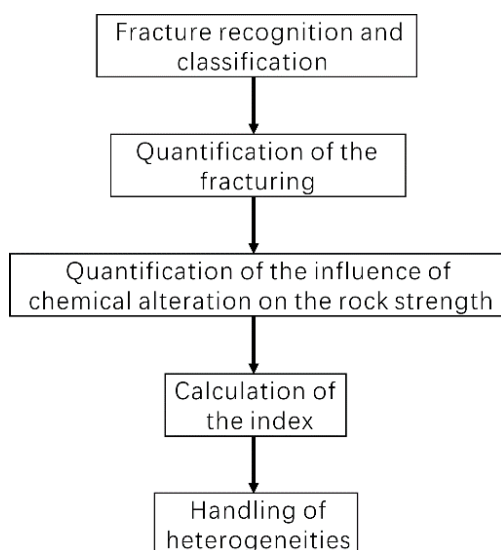 Fracture recognition and
classification
Quantification of the
fracturing
Quantification of the influence of
chemical alteration on the rock strength
Calculation of
the index
Handling of
heterogeneities